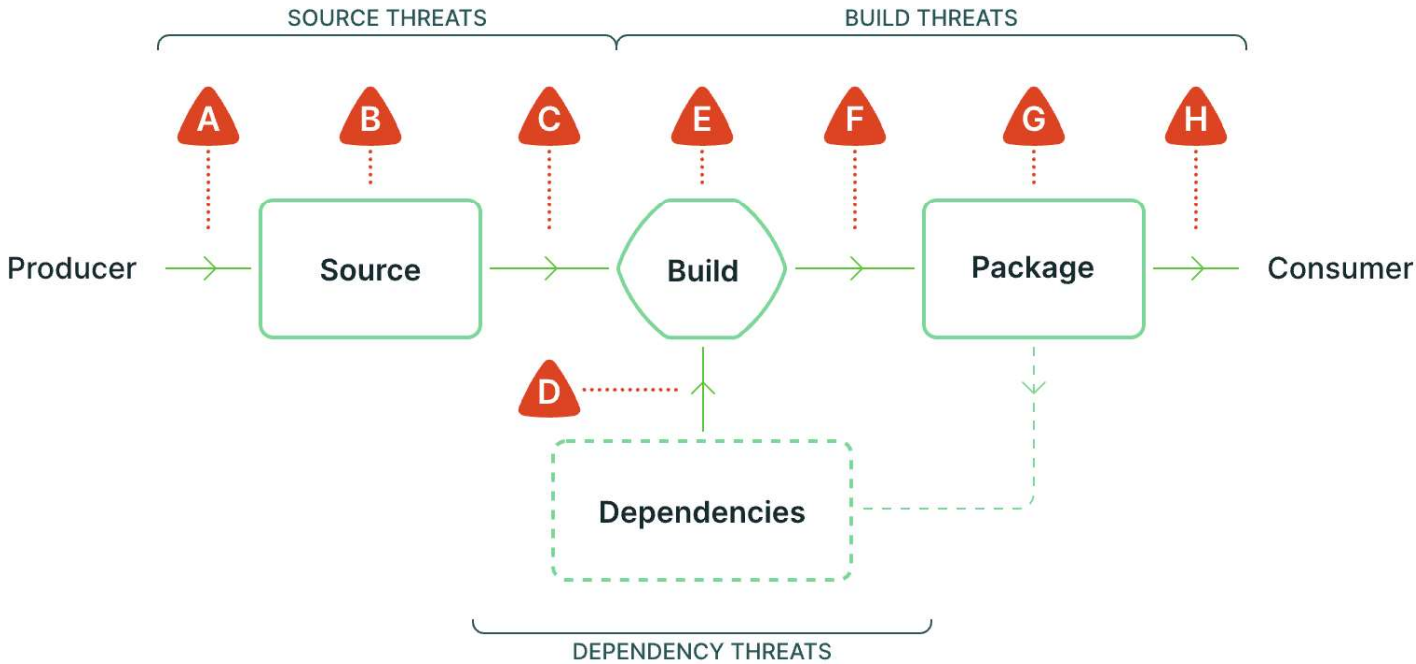 SOURCE THREATS
BUILD THREATS
A
B
C
E
F
G
H
Producer
Source
Build
Package
Consumer
D
Dependencies
DEPENDENCY THREATS